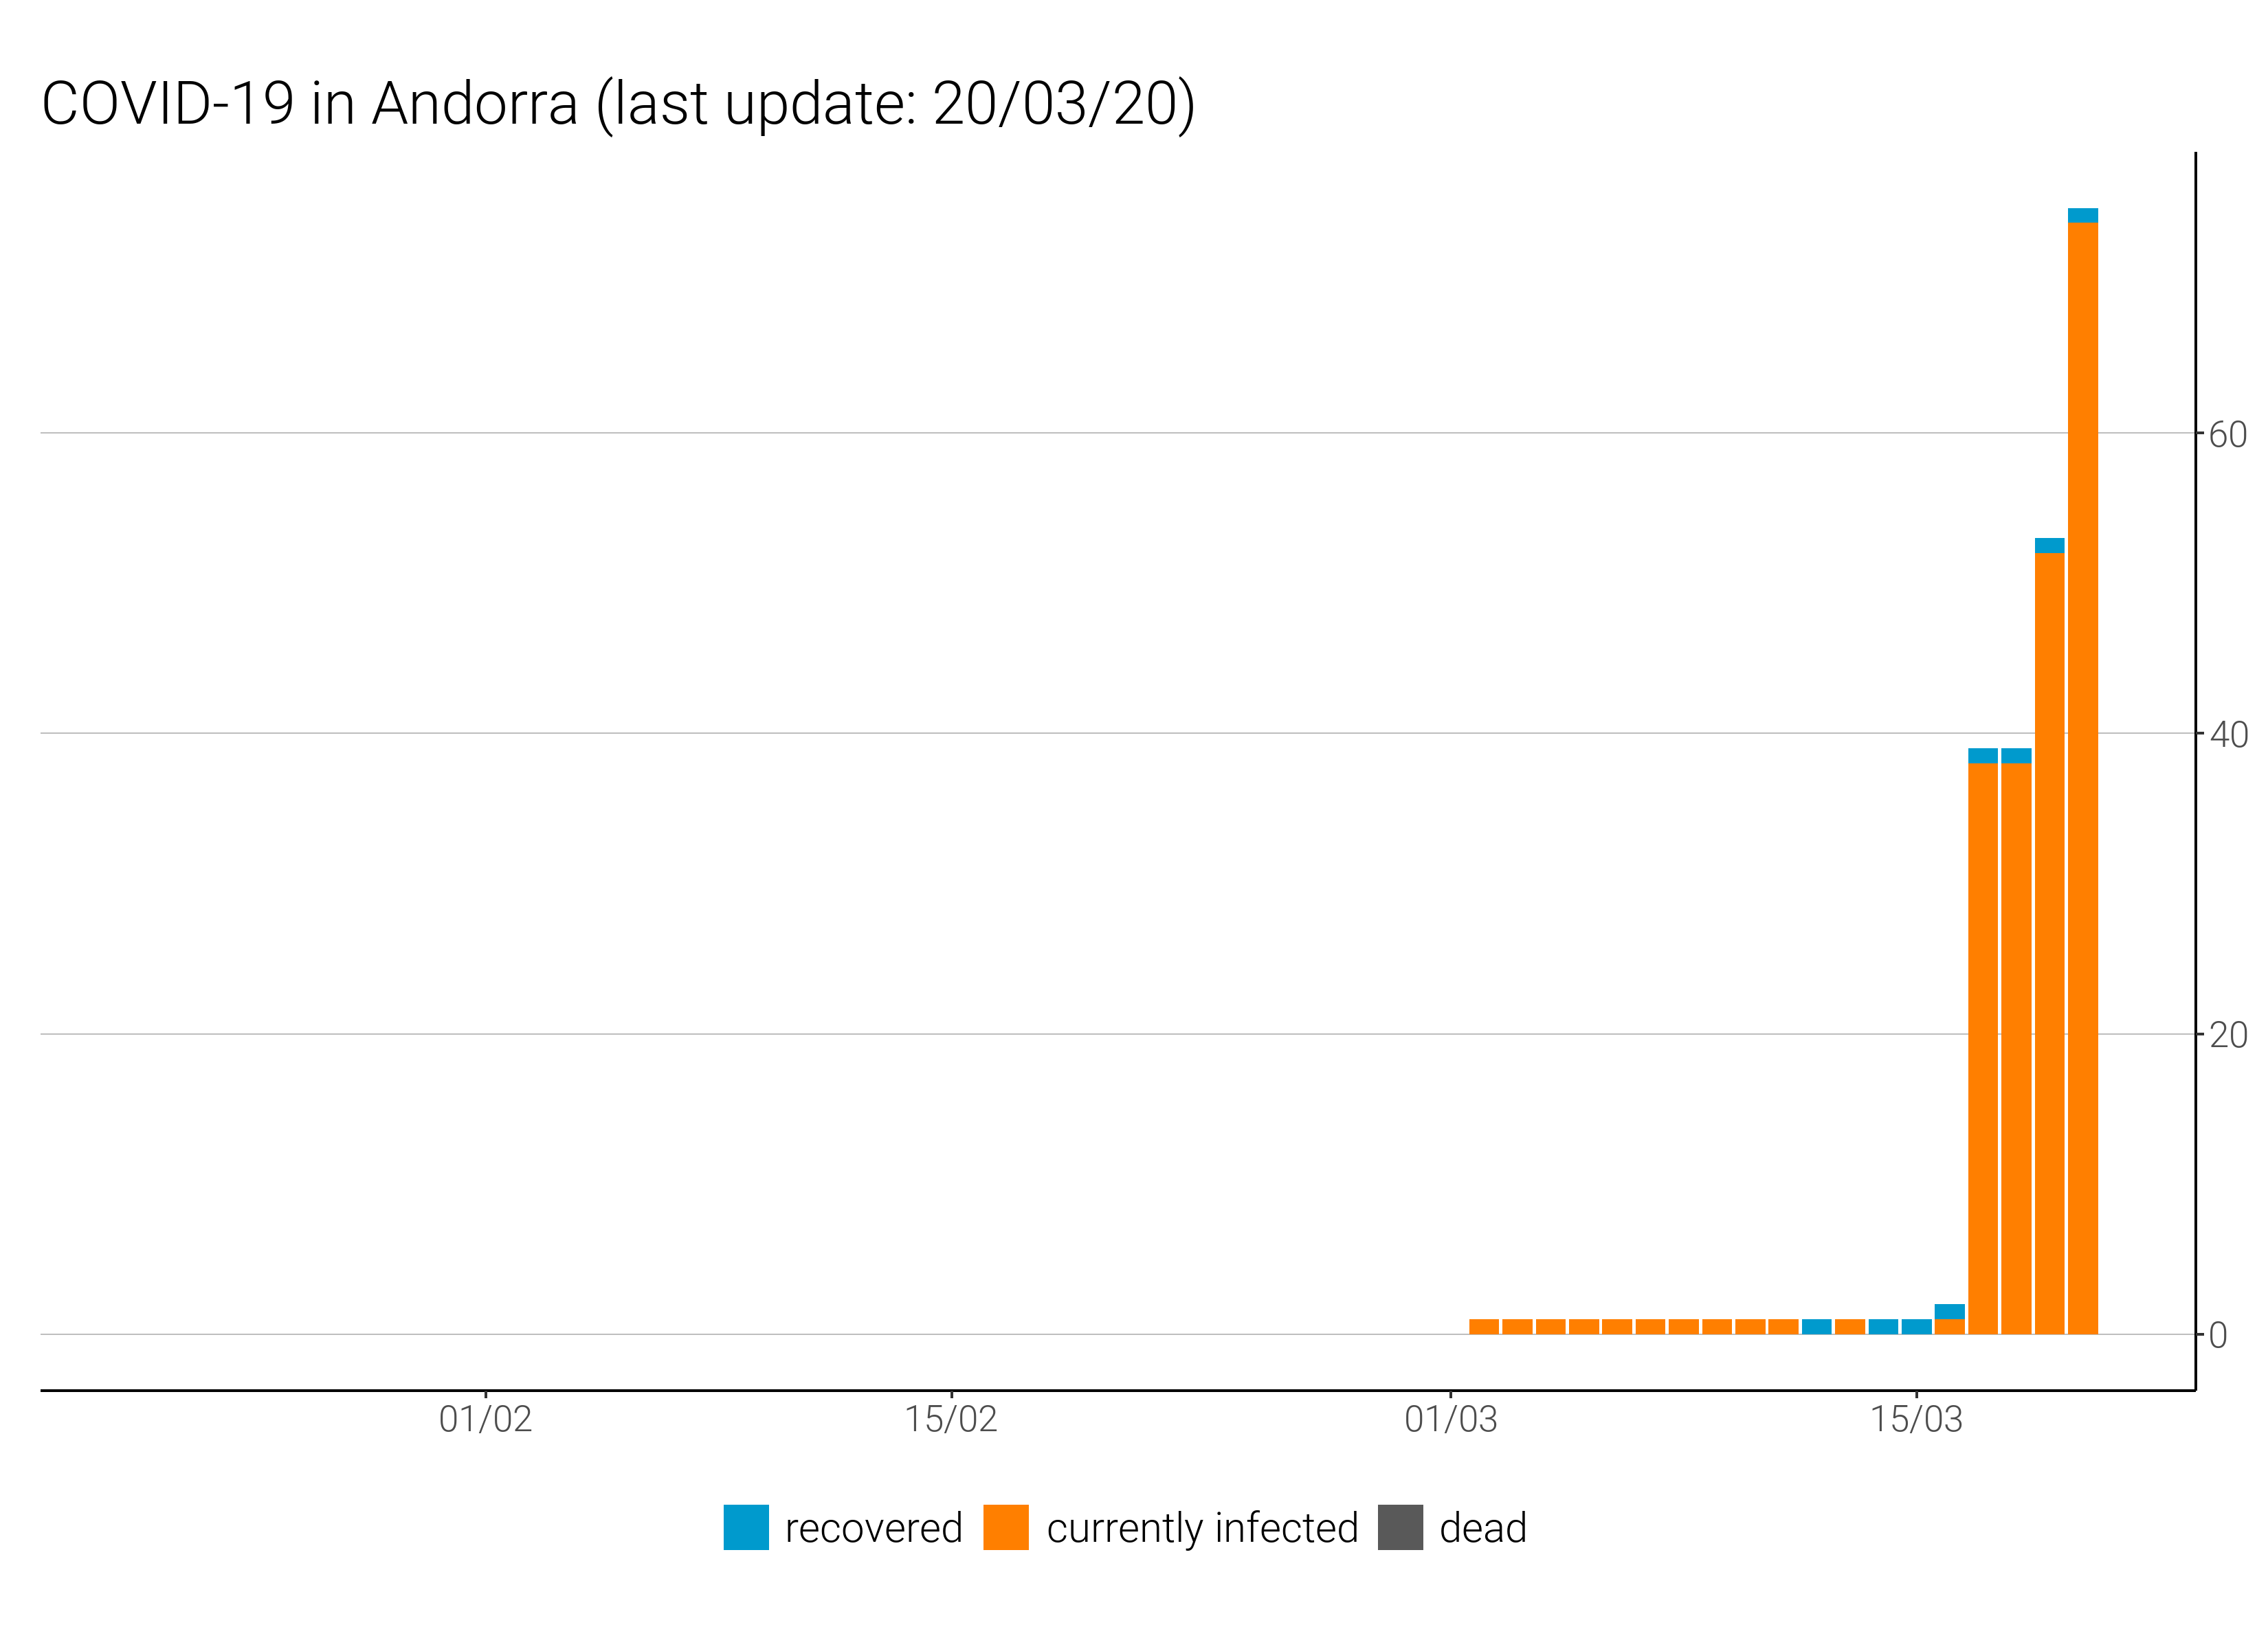 COVID-19 in Andorra (last update: 20/03/20)
60
40
20
0
01/02 15/02 01/03 15/03
recovered currently infected dead